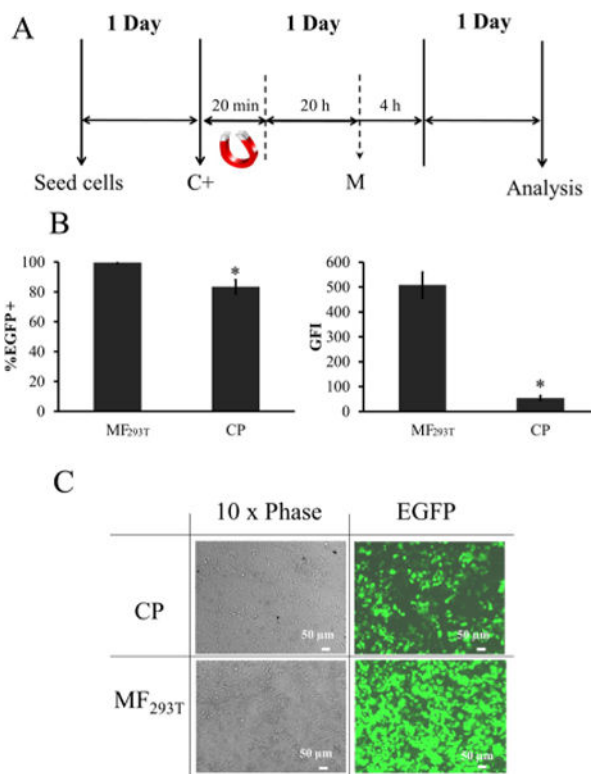 A
1 Day 1 Day 1 Day
20 min 20 h 4 h
Seed cells C+ M Analysis
B
%EGFP+
100
80
60
40
20
0
MF293T CP
*
GFI
600
500
400
300
200
100
0
MF293T CP
*
C
10 x Phase EGFP
CP
50 µm
50 µm
MF293T
50 µm
50 µm